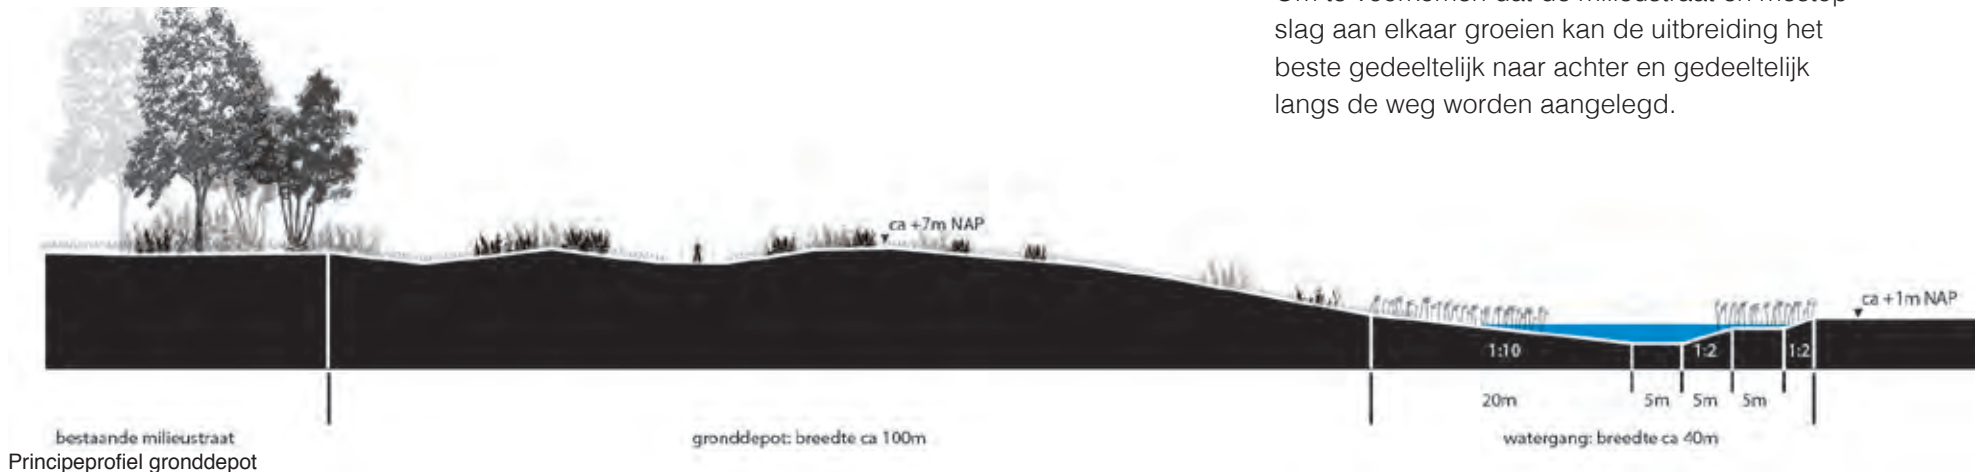 slag aan elkaar groeien kan de uitbreiding het
beste gedeeltelijk naar achter en gedeeltelijk
langs de weg worden aangelegd.
ca +7m NAP
ca +1m NAP
1:10
1:2
1:2
20m
5m
5m
5m
bestaande milieustraat
gronddepot: breedte ca 100m
watergang: breedte ca 40m
Principeprofiel gronddepot